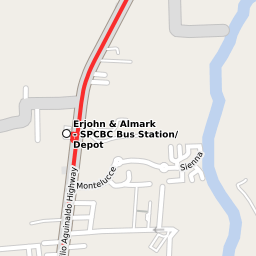 Erjohn & Almark
- SPCBC Bus Station/
Depot
Sienna
Montelucce
Aguinaldo Highway